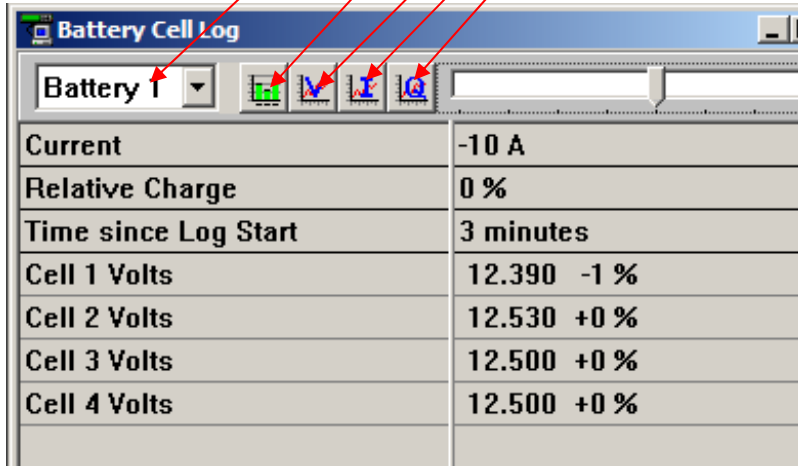 Battery Cell Log
Battery 1 V I Q
Current -10 A
Relative Charge 0 %
Time since Log Start 3 minutes
Cell 1 Volts 12.390 -1 %
Cell 2 Volts 12.530 +0 %
Cell 3 Volts 12.500 +0 %
Cell 4 Volts 12.500 +0 %